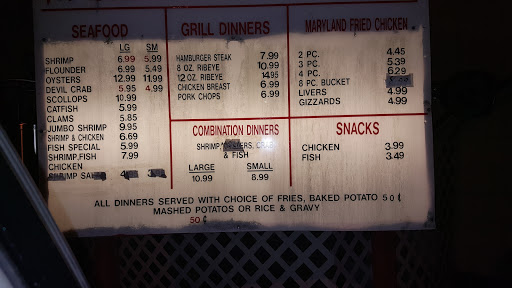 SEAFOOD
LG SM
SHRIMP 6.99 5.99
FLOUNDER 6.99 5.49
OYSTERS 12.99 11.99
DEVIL CRAB 5.95 4.99
SCOLLOPS 10.99
CATFISH 5.99
CLAMS 5.85
JUMBO SHRIMP 9.95
SHRIMP & CHICKEN 6.69
FISH SPECIAL 5.99
SHRIMP, FISH 7.99
CHICKEN
SHRIMP
GRILL DINNERS
HAMBURGER STEAK 7.99
8 OZ. RIBEYE 10.99
12 OZ. RIBEYE 14.95
CHICKEN BREAST 6.99
PORK CHOPS 6.99
COMBINATION DINNERS
SHRIMP,
& FISH
LARGE SMALL
10.99 8.99
MARYLAND FRIED CHICKEN
2 PC. 4.45
3 PC. 5.39
4 PC. 6.29
8 PC. BUCKET
LIVERS 4.99
GIZZARDS 4.99
SNACKS
CHICKEN 3.99
FISH 3.49
ALL DINNERS SERVED WITH CHOICE OF FRIES, BAKED POTATO 50¢
MASHED POTATOS OR RICE & GRAVY
50¢